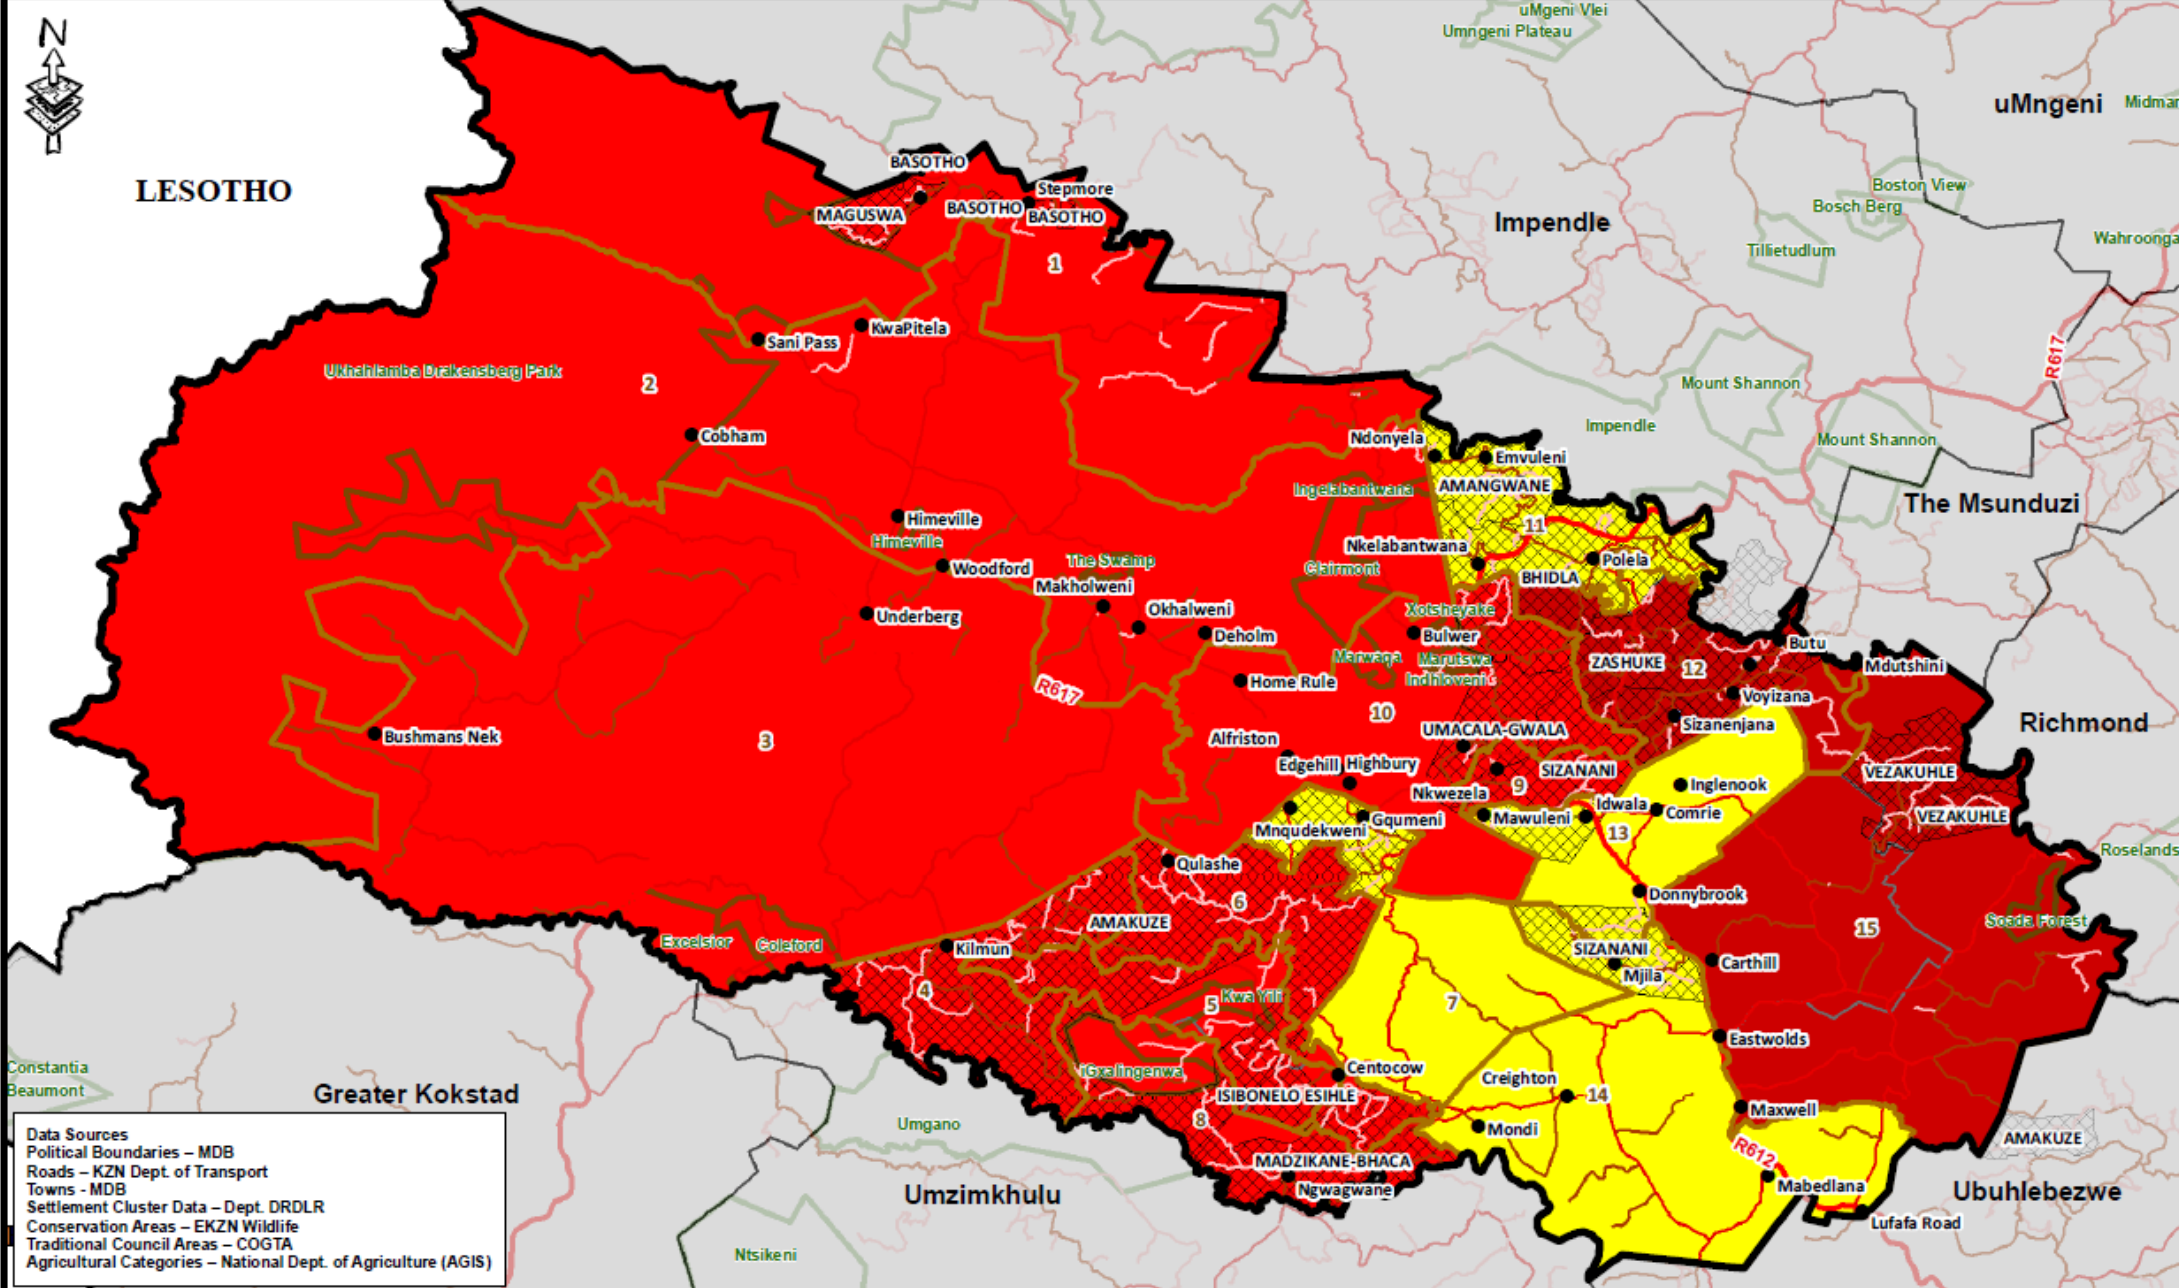 N
LESOTHO
uMgeni Vlei
Umngeni Plateau
uMngeni
Midmar
BASOTHO
Stepmore
MAGUSWA
BASOTHO
BASOTHO
Impendle
Boston View
Bosch Berg
Tillietudlum
Wahroonga
1
Sani Pass
KwaPitela
R617
Ukhahlamba Drakensberg Park
2
Mount Shannon
Impendle
Mount Shannon
Cobham
Ndonyela
Emvuleni
AMANGWANE
Ingelabantwana
The Msunduzi
11
Himeville
Himeville
Nkelabantwana
Polela
Woodford
The Swamp
Clairmont
BHIDLA
Makholweni
Okhalweni
Xotsheyake
Underberg
Deholm
Bulwer
Butu
Marwaqa
Marutswa
ZASHUKE
12
Mdutshini
Indhloveni
Home Rule
R617
Voyizana
10
Sizanenjana
Richmond
Bushmans Nek
3
Alfriston
UMACALA-GWALA
Edgehill
Highbury
SIZANANI
VEZAKUHLE
Nkwezela
9
Inglenook
Idwala
Comrie
Mnqudekweni
Gqumeni
Mawuleni
13
VEZAKUHLE
Roselands
Qulashe
Donnybrook
6
AMAKUZE
15
Soada Forest
Excelsior
Coleford
Kilmun
SIZANANI
Carthill
Mjila
4
5
Kwa Yili
7
Eastwolds
Constantia
Beaumont
iGxalingenwa
Centocow
Creighton
Greater Kokstad
ISIBONELO ESIHLE
14
Maxwell
8
Umgano
Mondi
AMAKUZE
R612
MADZIKANE-BHACA
Ngwagwane
Mabedlana
Umzimkhulu
Ubuhlebezwe
Lufafa Road
Ntsikeni
Data Sources
Political Boundaries – MDB
Roads – KZN Dept. of Transport
Towns - MDB
Settlement Cluster Data – Dept. DRDLR
Conservation Areas – EKZN Wildlife
Traditional Council Areas – COGTA
Agricultural Categories – National Dept. of Agriculture (AGIS)